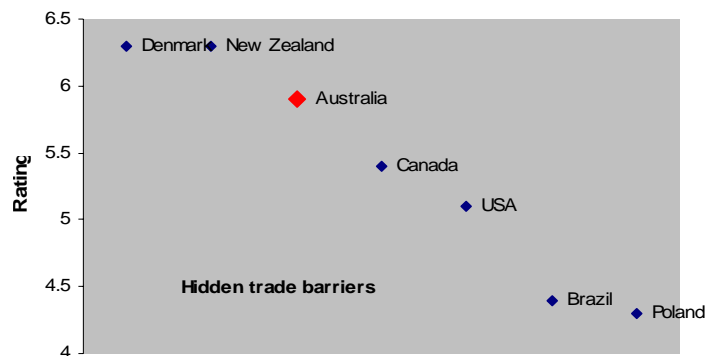 6.5
Denmark New Zealand
6
Australia
5.5
Canada
Rating
5
USA
4.5
Hidden trade barriers
Brazil
Poland
4